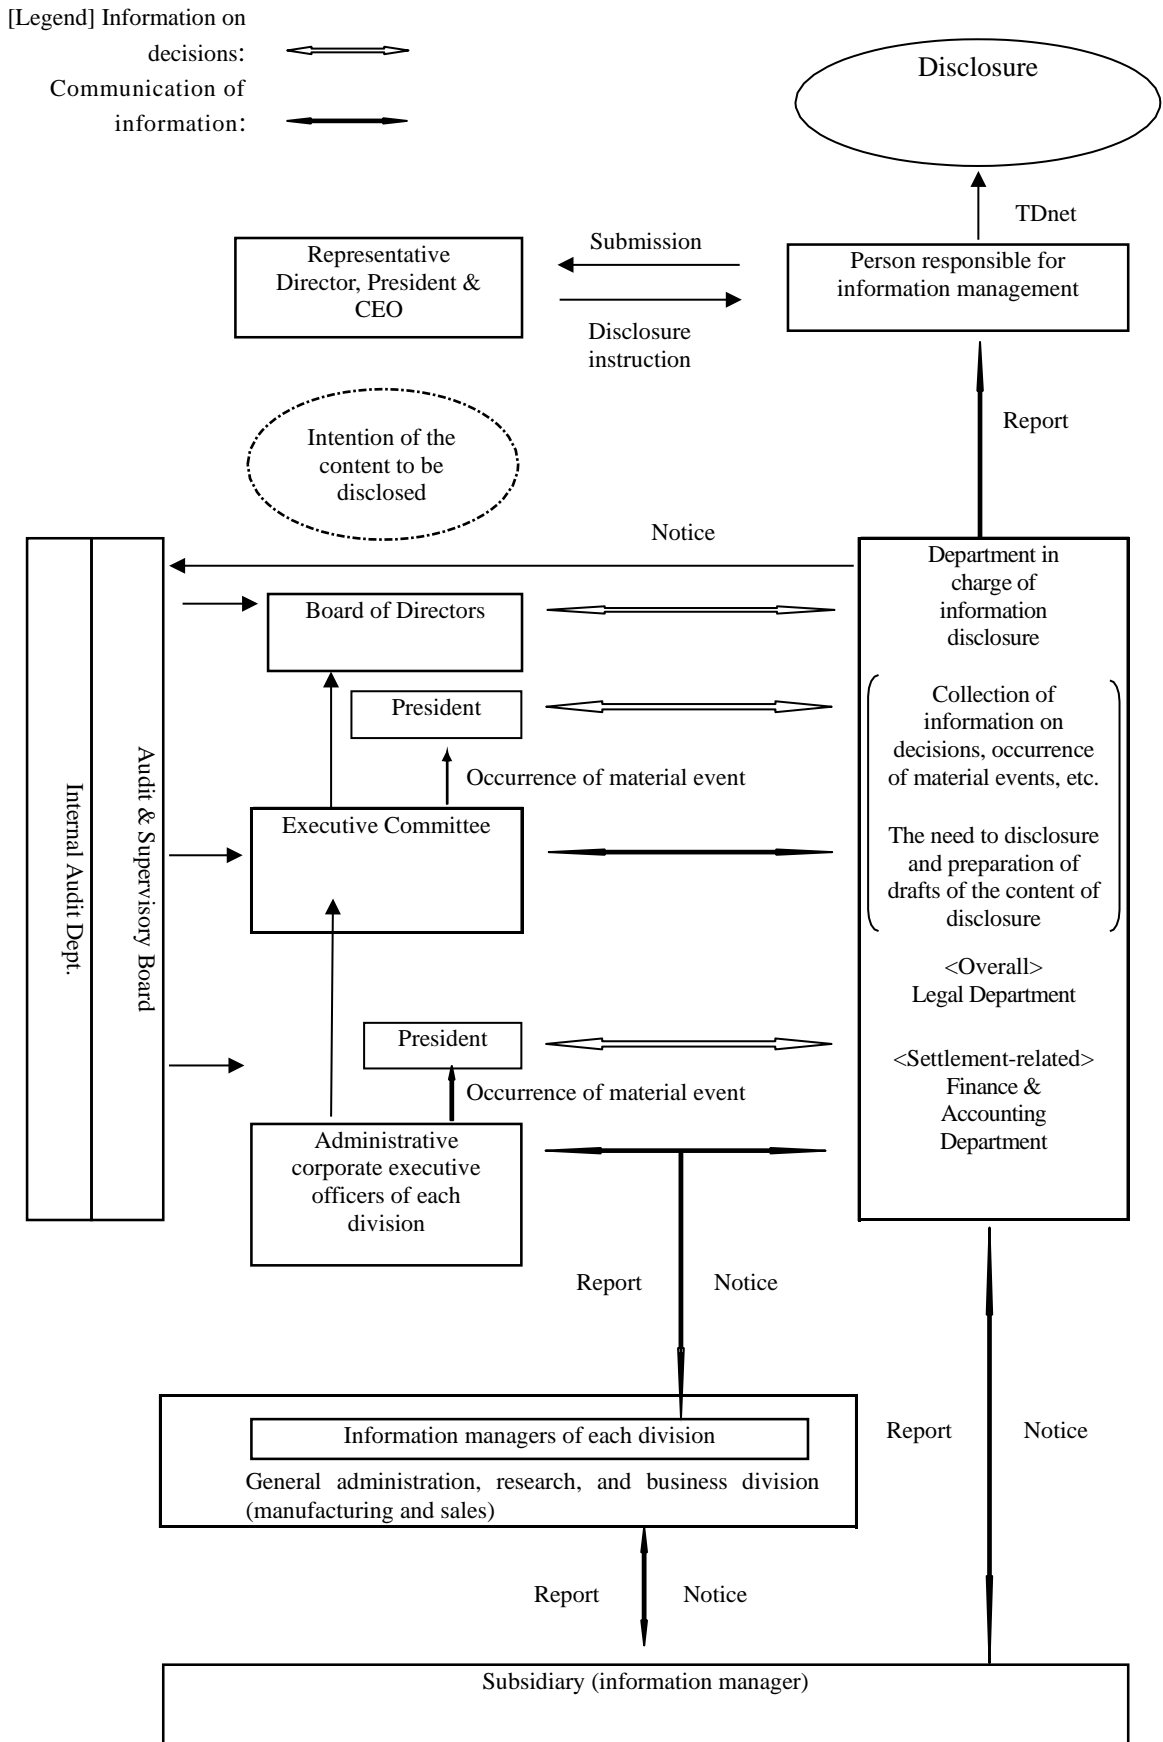 [Legend] Information on
decisions:
Communication of
information:
Disclosure
TDnet
Representative
Director, President &
CEO
Submission
Disclosure
instruction
Person responsible for
information management
Report
Intention of the
content to be
disclosed
Notice
Internal Audit Dept.
Audit & Supervisory Board
Board of Directors
President
Occurrence of material event
Executive Committee
President
Occurrence of material event
Administrative
corporate executive
officers of each
division
Department in
charge of
information
disclosure
Collection of
information on
decisions, occurrence
of material events, etc.
The need to disclosure
and preparation of
drafts of the content of
disclosure
<Overall>
Legal Department
<Settlement-related>
Finance &
Accounting
Department
Report
Notice
Information managers of each division
General administration, research, and business division
(manufacturing and sales)
Report
Notice
Report
Notice
Subsidiary (information manager)